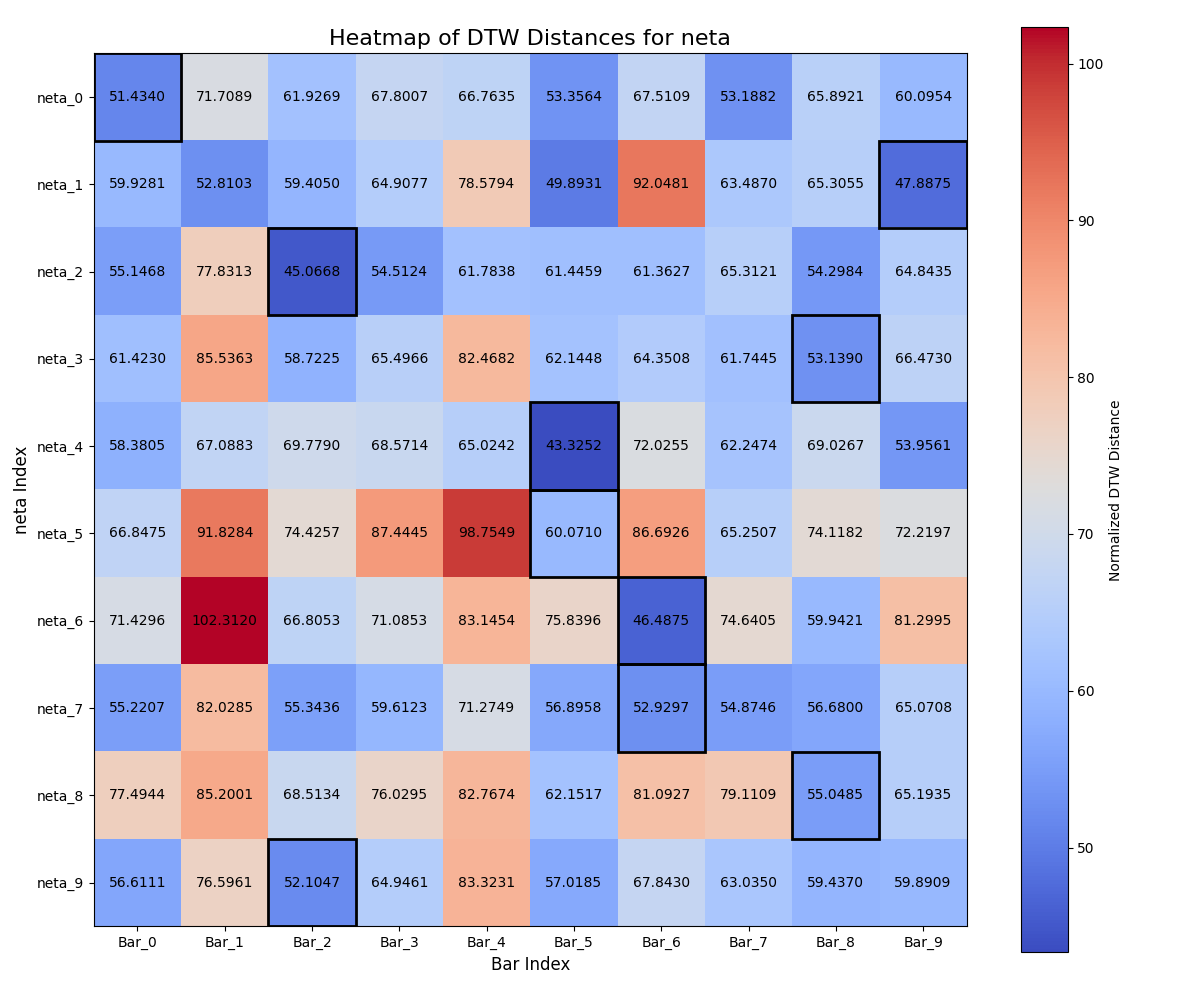 Heatmap of DTW Distances for neta
neta_0 51.4340 71.7089 61.9269 67.8007 66.7635 53.3564 67.5109 53.1882 65.8921 60.0954
neta_1 59.9281 52.8103 59.4050 64.9077 78.5794 49.8931 92.0481 63.4870 65.3055 47.8875
neta_2 55.1468 77.8313 45.0668 54.5124 61.7838 61.4459 61.3627 65.3121 54.2984 64.8435
neta_3 61.4230 85.5363 58.7225 65.4966 82.4682 62.1448 64.3508 61.7445 53.1390 66.4730
neta_4 58.3805 67.0883 69.7790 68.5714 65.0242 43.3252 72.0255 62.2474 69.0267 53.9561
neta_5 66.8475 91.8284 74.4257 87.4445 98.7549 60.0710 86.6926 65.2507 74.1182 72.2197
neta_6 71.4296 102.3120 66.8053 71.0853 83.1454 75.8396 46.4875 74.6405 59.9421 81.2995
neta_7 55.2207 82.0285 55.3436 59.6123 71.2749 56.8958 52.9297 54.8746 56.6800 65.0708
neta_8 77.4944 85.2001 68.5134 76.0295 82.7674 62.1517 81.0927 79.1109 55.0485 65.1935
neta_9 56.6111 76.5961 52.1047 64.9461 83.3231 57.0185 67.8430 63.0350 59.4370 59.8909
Bar_0 Bar_1 Bar_2 Bar_3 Bar_4 Bar_5 Bar_6 Bar_7 Bar_8 Bar_9
Bar Index
neta Index
100
90
80
70
60
50
Normalized DTW Distance